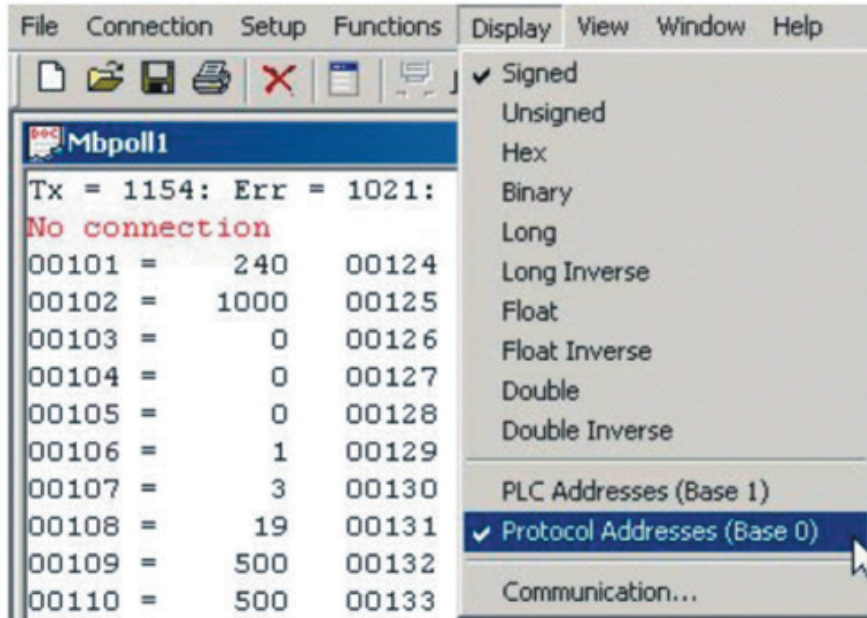 File Connection Setup Functions Display View Window Help
Mbpoll1
Tx = 1154: Err = 1021:
No connection
00101 = 240 00124
00102 = 1000 00125
00103 = 0 00126
00104 = 0 00127
00105 = 0 00128
00106 = 1 00129
00107 = 3 00130
00108 = 19 00131
00109 = 500 00132
00110 = 500 00133
Signed
Unsigned
Hex
Binary
Long
Long Inverse
Float
Float Inverse
Double
Double Inverse
PLC Addresses (Base 1)
Protocol Addresses (Base 0)
Communication...